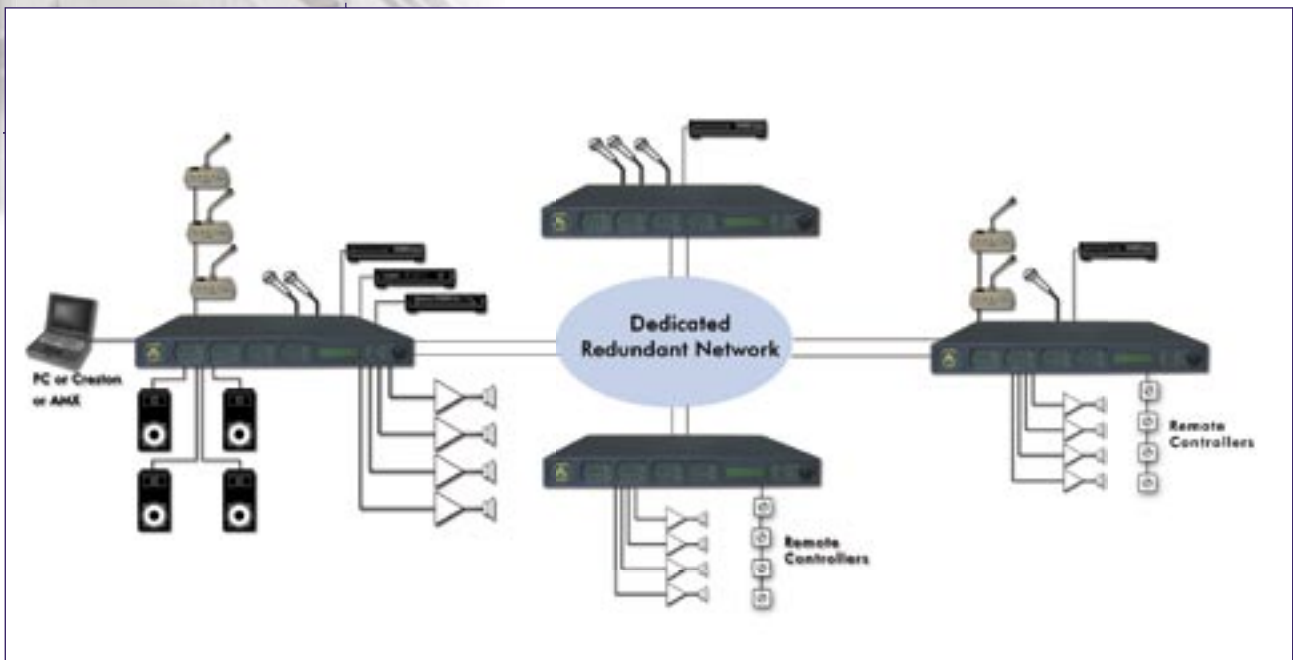 Dedicated
Redundant Network
PC or Creston
or AMX
Remote
Controllers
Remote
Controllers